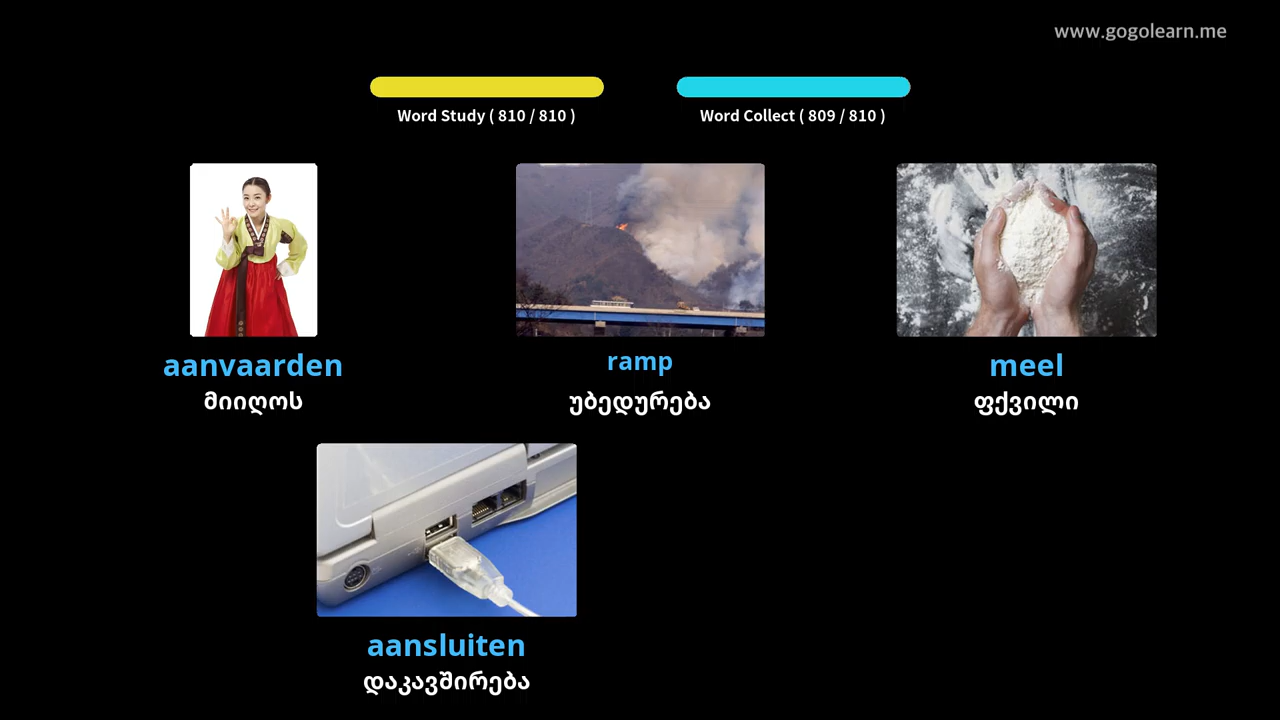 www.gogolearn.me
Word Study ( 810 / 810 )
Word Collect ( 809 / 810 )
aanvaarden
მიიღოს
ramp
უბედურება
meel
ფქვილი
aansluiten
დაკავშირება